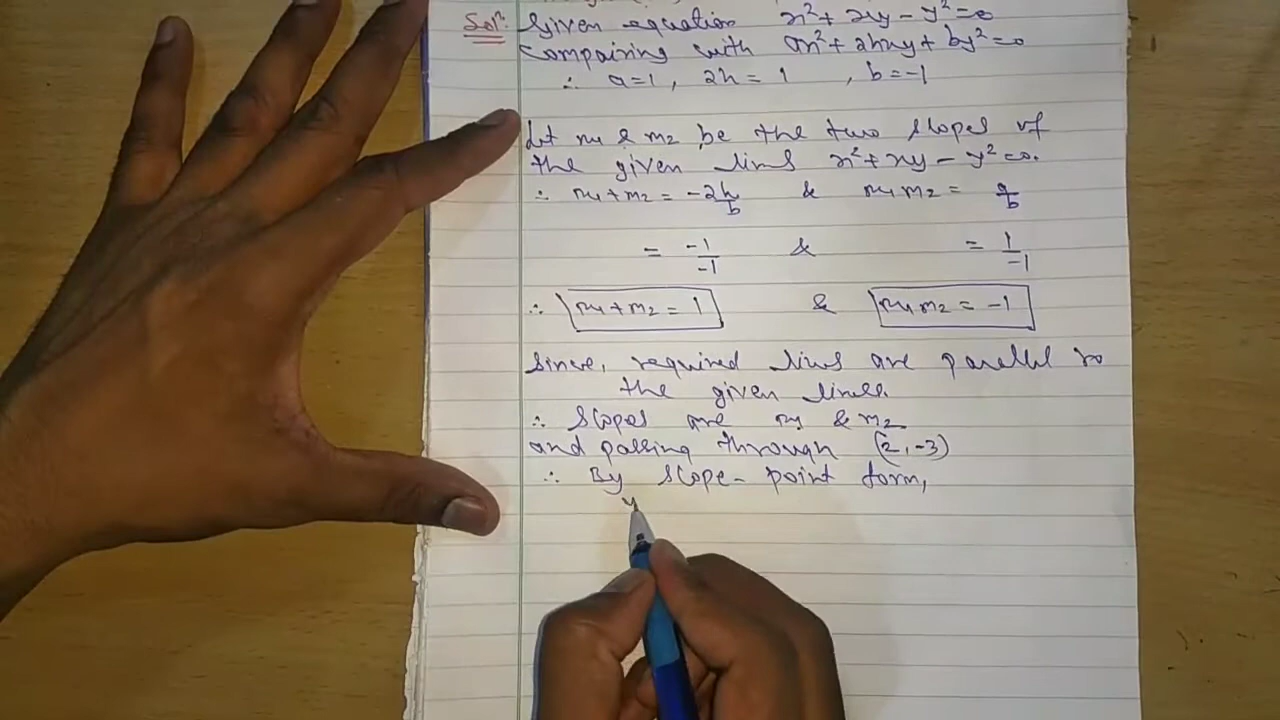 Solⁿ: Given equation x²+xy-y²=0
Compairing with ax²+2hxy+by²=0
∴ a=1, 2h=1, b=-1
Let m₁ & m₂ be the two slopes of
the given lines x²+xy-y²=0.
∴ m₁+m₂ = -2h/b & m₁m₂ = a/b
= -1/-1 & = 1/-1
∴ m₁+m₂ = 1 & m₁m₂ = -1
Since, required lines are parallel to
the given lines.
∴ Slopes are m₁ & m₂
and passing through (2,-3)
∴ By slope-point form,
y